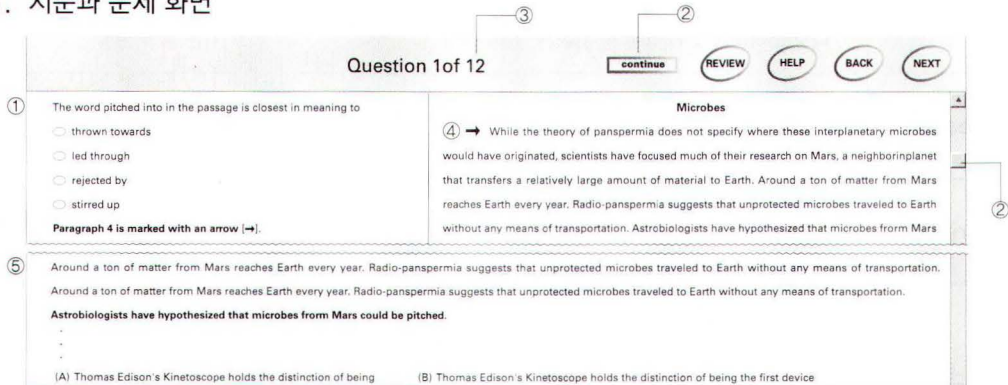 . 지문과 문제 화면
③ ②
Question 1of 12 continue REVIEW HELP BACK NEXT
① The word pitched into in the passage is closest in meaning to
thrown towards
led through
rejected by
stirred up
Paragraph 4 is marked with an arrow [→].
Microbes
④ → While the theory of panspermia does not specify where these interplanetary microbes
would have originated, scientists have focused much of their research on Mars, a neighborinplanet
that transfers a relatively large amount of material to Earth. Around a ton of matter from Mars
reaches Earth every year. Radio-panspermia suggests that unprotected microbes traveled to Earth
without any means of transportation. Astrobiologists have hypothesized that microbes frorm Mars
②
⑤ Around a ton of matter from Mars reaches Earth every year. Radio-panspermia suggests that unprotected microbes traveled to Earth without any means of transportation.
Around a ton of matter from Mars reaches Earth every year. Radio-panspermia suggests that unprotected microbes traveled to Earth without any means of transportation.
Astrobiologists have hypothesized that microbes frorm Mars could be pitched.
.
.
.
(A) Thomas Edison's Kinetoscope holds the distinction of being (B) Thomas Edison's Kinetoscope holds the distinction of being the first device